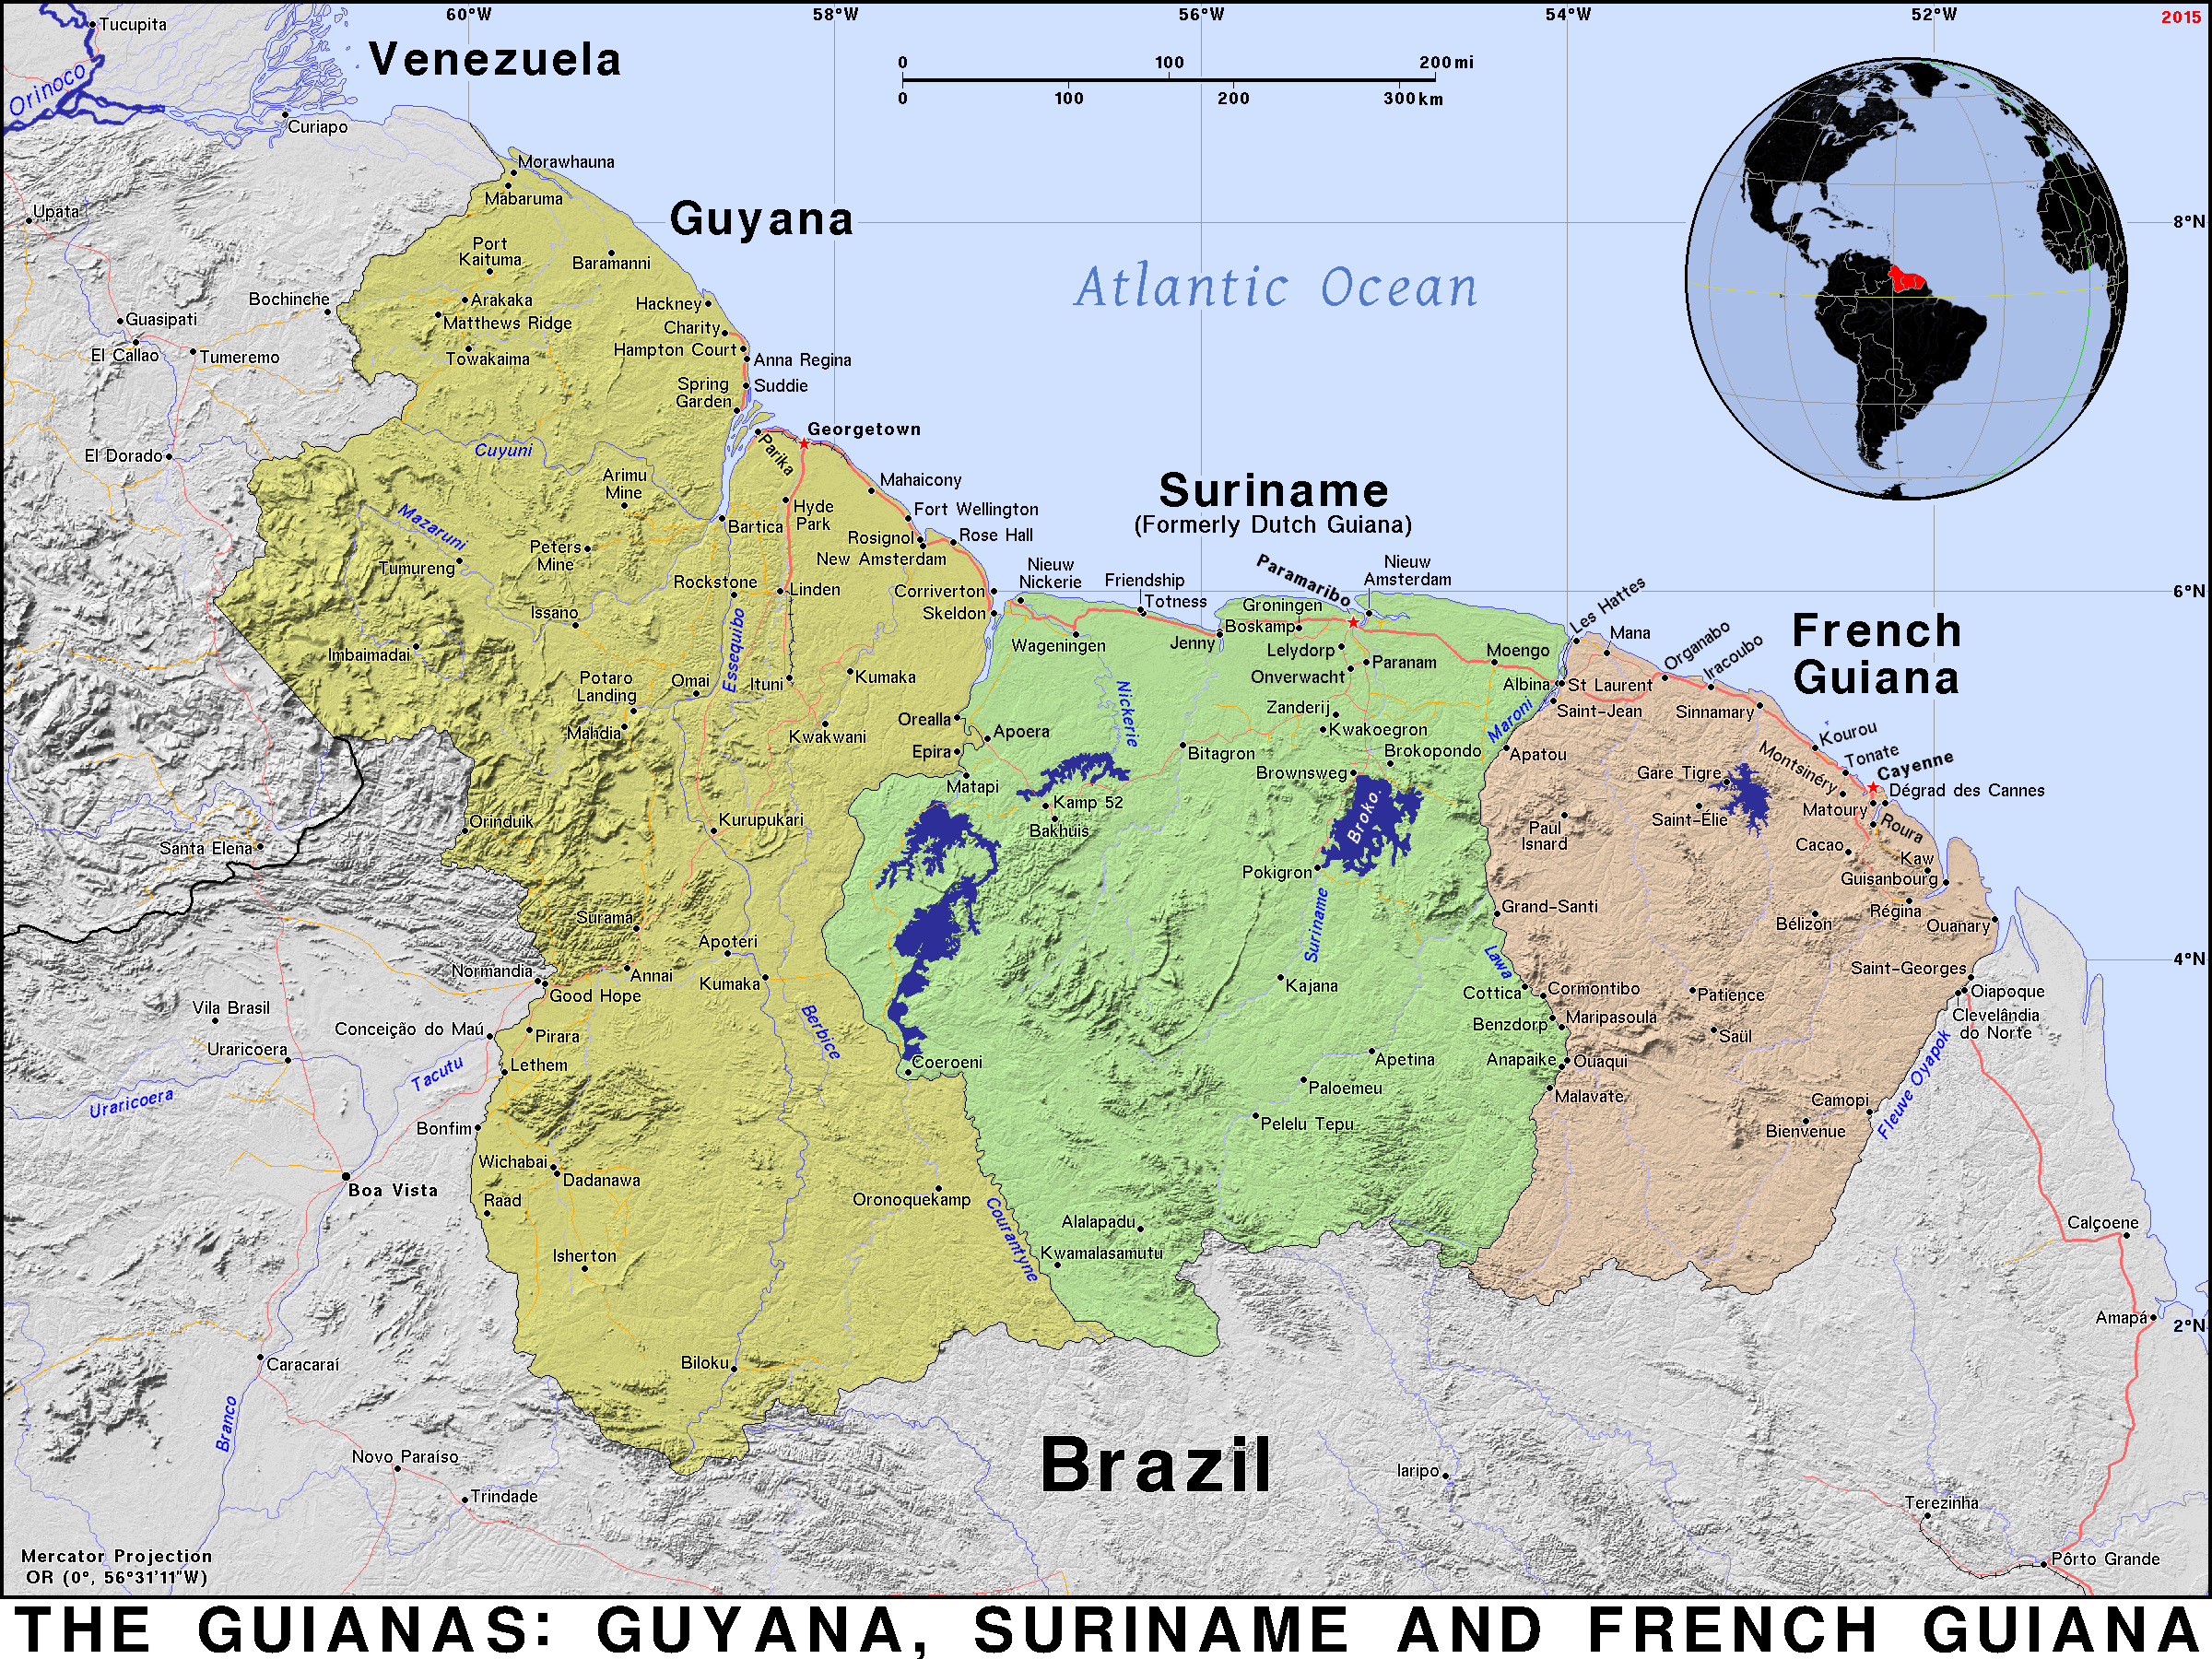 60°W
58°W
56°W
54°W
52°W
2015
Tucupita
Venezuela
0 100 200 mi
0 100 200 300 km
Orinoco
Curiapo
Morawhauna
Mabaruma
Upata
Guyana
8°N
Port
Kaituma
Baramanni
Atlantic Ocean
Bochinche
Arakaka
Hackney
Guasipati
Matthews Ridge
Charity
El Callao
Tumeremo
Towakaima
Hampton Court
Anna Regina
Spring
Garden
Suddie
Georgetown
Parika
Cuyuni
El Dorado
Arimu
Mine
Mahaicony
Suriname
(Formerly Dutch Guiana)
Mazaruni
Bartica
Hyde
Park
Fort Wellington
Rosignol
Rose Hall
New Amsterdam
Peters
Mine
Tumureng
Rockstone
Linden
Corriverton
Skeldon
Nieuw
Nickerie
Friendship
Totness
Paramaribo
Nieuw
Amsterdam
Groningen
Boskamp
Les Hattes
6°N
Issano
Essequibo
Imbaimadai
Wageningen
Jenny
Lelydorp
Paranam
Onverwacht
Moengo
Albina
St Laurent
Mana
Organabo
Iracoubo
French
Guiana
Potaro
Landing
Omai
Ituni
Kumaka
Nickerie
Zanderij
Maroni
Saint-Jean
Sinnamary
Mahdia
Kwakwani
Orealla
Apoera
Epira
Bitagron
Kwakoegron
Brokopondo
Apatou
Kourou
Tonate
Montsinéry
Cayenne
Matapi
Brownsweg
Gare Tigre
Dégrad des Cannes
Kamp 52
Bakhuis
Broko.
Paul
Isnard
Saint-Élie
Matoury
Roura
Orinduik
Kurupukari
Santa Elena
Cacao
Kaw
Pokigron
Guisanbourg
Surama
Suriname
Grand-Santi
Bélizon
Régina
Ouanary
Apoteri
Lawa
4°N
Normandia
Annai
Kumaka
Good Hope
Kajana
Cottica
Cormontibo
Patience
Saint-Georges
Oiapoque
Clevelândia
do Norte
Vila Brasil
Conceição do Maú
Pirara
Berbice
Benzdorp
Maripasoula
Saül
Uraricoera
Lethem
Coeroeni
Apetina
Anapaike
Ouaqui
Tacutu
Uraricoera
Paloemeu
Malavate
Camopi
Fleuve Oyapok
Bonfim
Pelelu Tepu
Bienvenue
Wichabai
Dadanawa
Boa Vista
Raad
Oronoquekamp
Courantyne
Alalapadu
Calçoene
Isherton
Kwamalasamutu
Amapá
2°N
Caracaraí
Biloku
Branco
Brazil
Novo Paraíso
Iaripo
Trindade
Terezinha
Mercator Projection
OR (0°, 56°31'11"W)
Pôrto Grande
THE GUIANAS: GUYANA, SURINAME AND FRENCH GUIANA